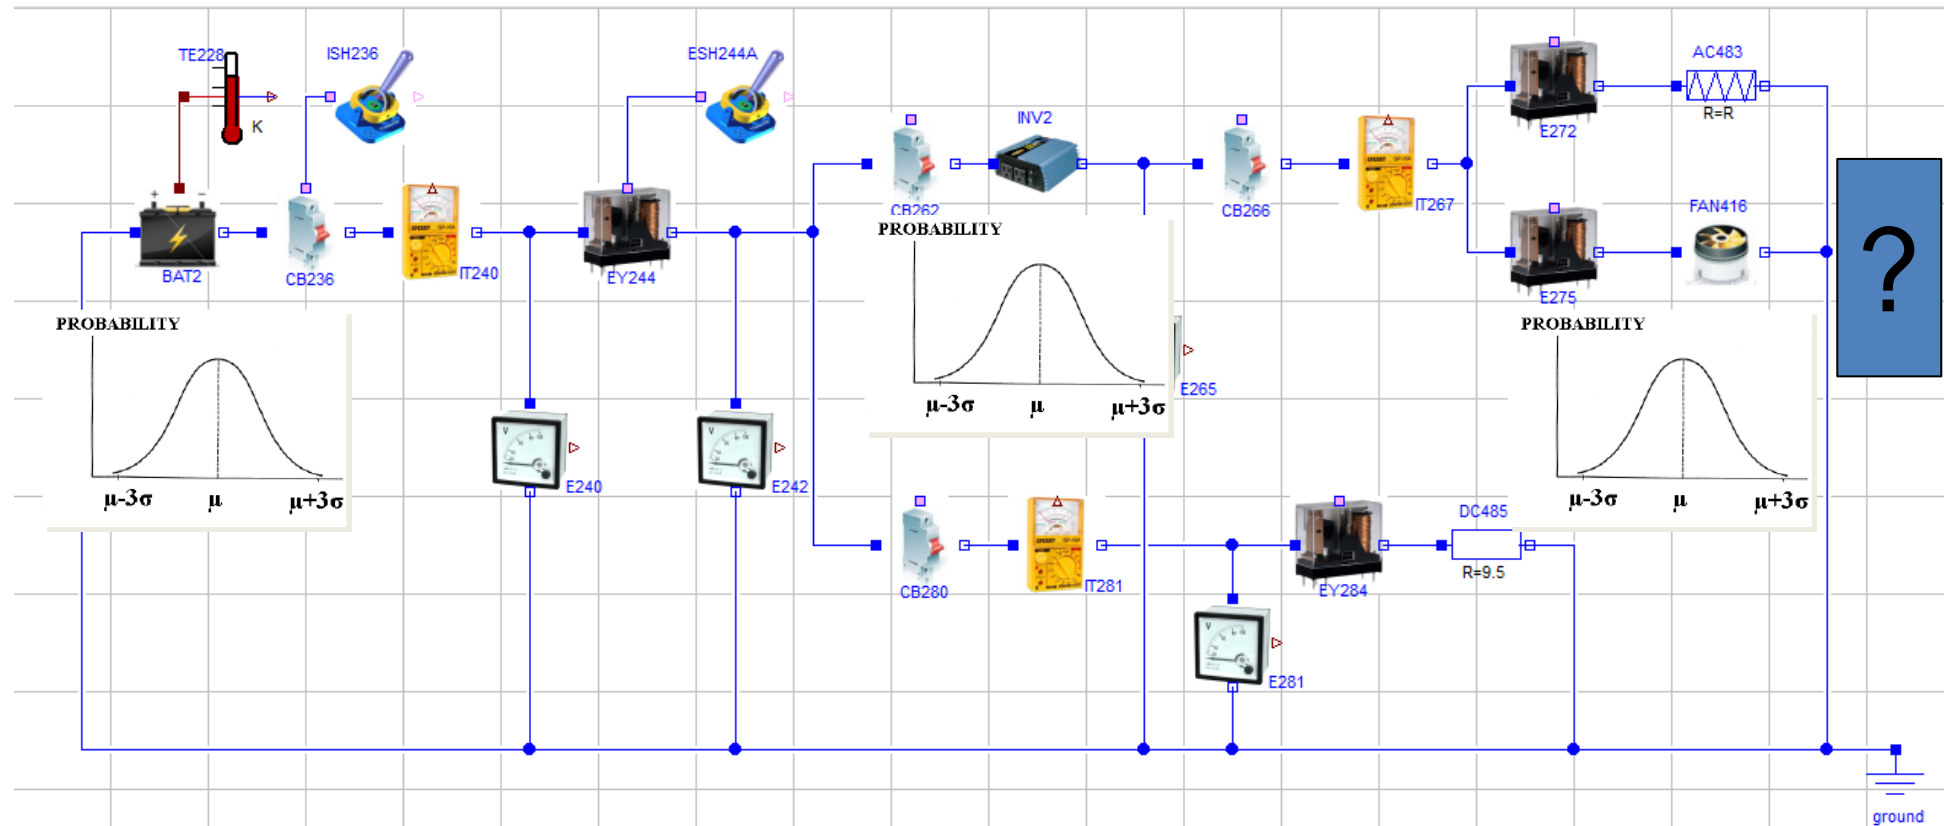 TE228
ISH236
ESH244A
AC483
K
INV2
R=R
E272
BAT2
CB236
IT240
EY244
CB262
CB266
IT267
FAN416
E275
?
+
−
PROBABILITY
μ-3σ
μ
μ+3σ
PROBABILITY
μ-3σ
μ
μ+3σ
PROBABILITY
μ-3σ
μ
μ+3σ
E265
V
E240
V
E242
CB280
IT281
EY284
DC485
R=9.5
V
E281
ground